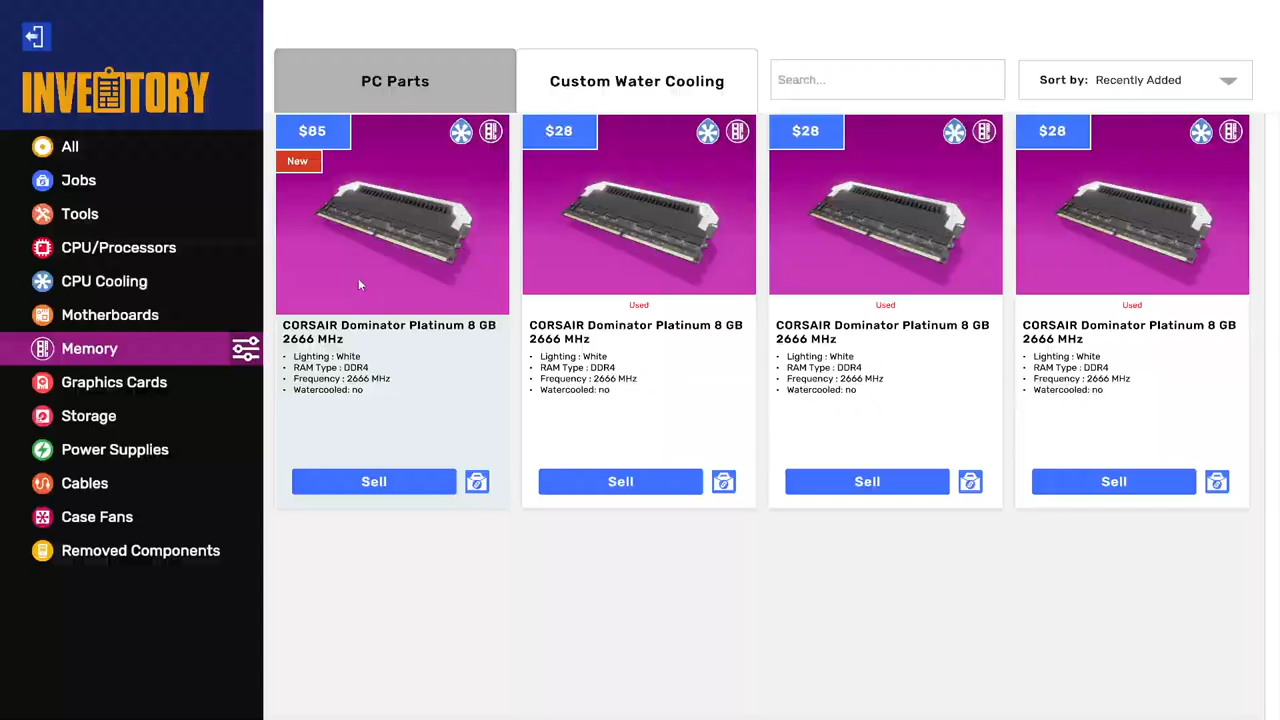 INVENTORY
All
Jobs
Tools
CPU/Processors
CPU Cooling
Motherboards
Memory
Graphics Cards
Storage
Power Supplies
Cables
Case Fans
Removed Components
PC Parts
Custom Water Cooling
Search...
Sort by: Recently Added
$85
New
CORSAIR Dominator Platinum 8 GB
2666 MHz
• Lighting : White
• RAM Type : DDR4
• Frequency : 2666 MHz
• Watercooled: no
Sell
$28
Used
CORSAIR Dominator Platinum 8 GB
2666 MHz
• Lighting : White
• RAM Type : DDR4
• Frequency : 2666 MHz
• Watercooled: no
Sell
$28
Used
CORSAIR Dominator Platinum 8 GB
2666 MHz
• Lighting : White
• RAM Type : DDR4
• Frequency : 2666 MHz
• Watercooled: no
Sell
$28
Used
CORSAIR Dominator Platinum 8 GB
2666 MHz
• Lighting : White
• RAM Type : DDR4
• Frequency : 2666 MHz
• Watercooled: no
Sell